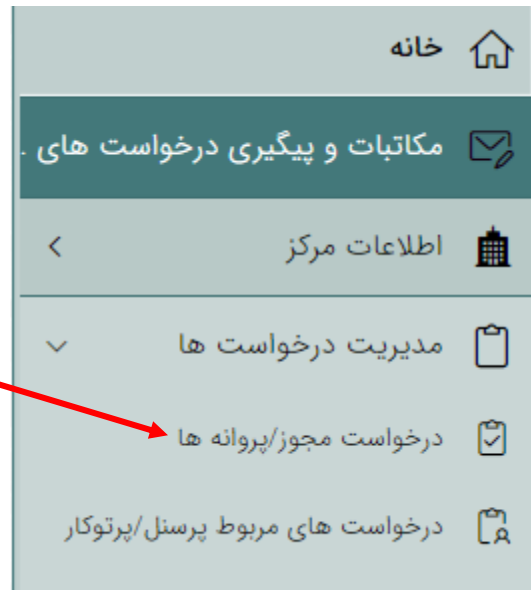 خانه
مکاتبات و پیگیری درخواست های .
اطلاعات مرکز
مدیریت درخواست ها
درخواست مجوز/پروانه ها
درخواست های مربوط پرسنل/پرتوکار